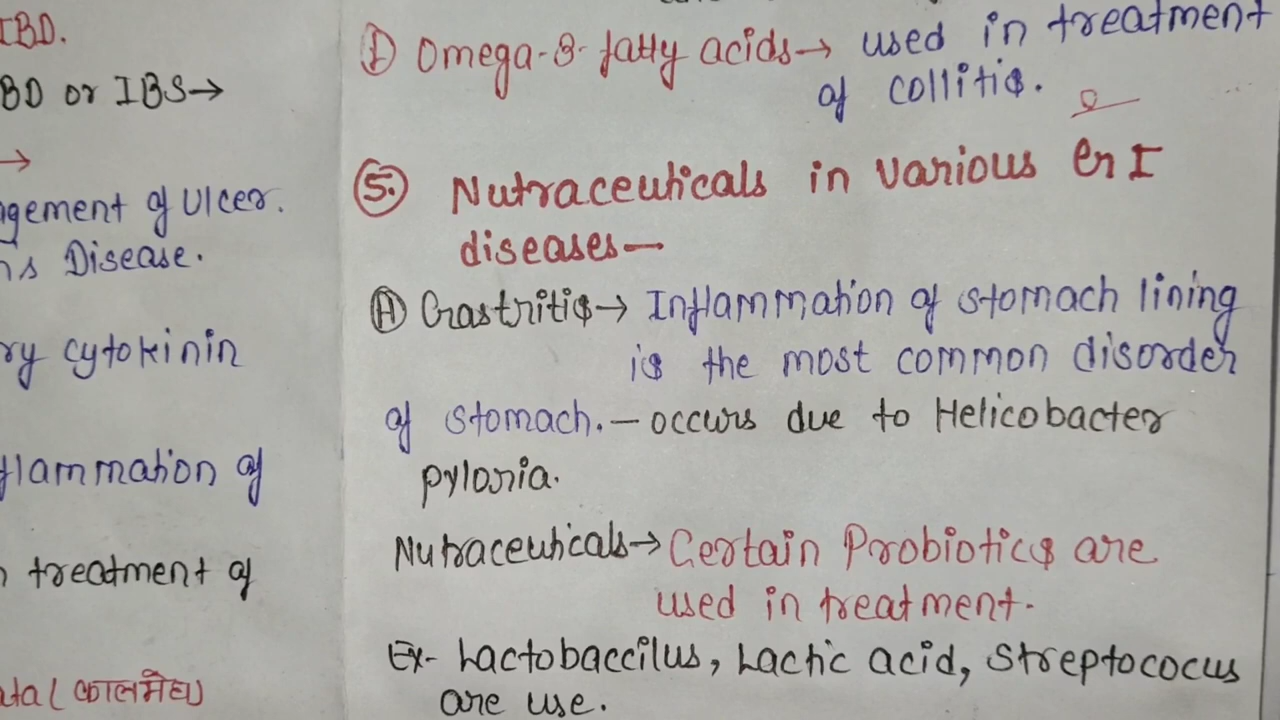 IBD.
BD or IBS→
→
gement of Ulcer.
ns Disease.
ry cytokinin
flammation of
n treatment of
ata (कालमेघ)
① Omega-3-fatty acids→ used in treatment
of collitis.
⑤. Nutraceuticals in various GI
diseases—
Ⓐ Gastritis→ Inflammation of stomach lining
is the most common disorder
of stomach. — occurs due to Helicobacter
pyloria.
Nutraceuticals→ Certain Probiotics are
used in treatment.
Ex- Lactobaccilus, Lactic acid, Streptococus
are use.